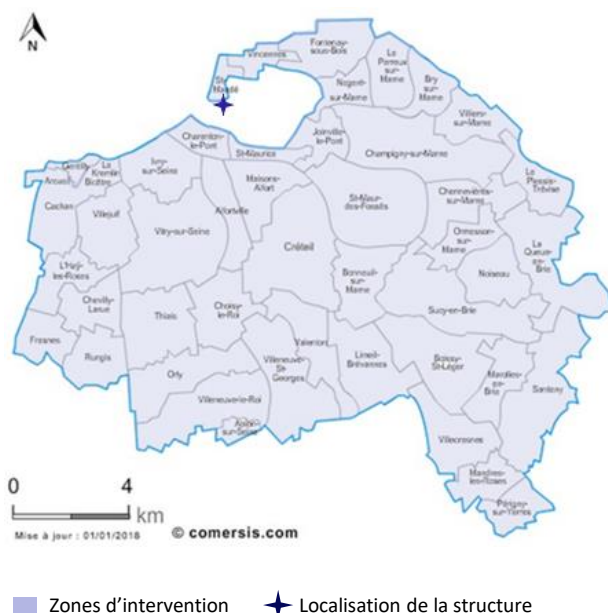 N
Fontenay-
sous-Bois
Le
Perreux
sur-
Marne
Bry
sur-
Marne
Vincennes
St-
Mandé
Nogent-
sur-Marne
Villiers-
sur-Marne
Charenton-
le-Pont
St-Maurice
Joinville-
le-Pont
Champigny-sur-Marne
Le Plessis-
Trévise
Gentilly
Le
Kremlin-
Bicêtre
Arcueil
Ivry-
sur-Seine
Maisons-
Alfort
Cachan
Villejuif
Vitry-sur-Seine
Alfortville
Créteil
St-Maur-
des-Fossés
Chennevières-
sur-Marne
Ormesson-
sur-
Marne
La
Queue-
en-Brie
Noiseau
L'Haÿ-
les-Roses
Chevilly-
Larue
Thiais
Choisy-
le-Roi
Bonneuil-
sur-
Marne
Sucy-en-Brie
Fresnes
Rungis
Orly
Villeneuve-
St-
Georges
Valenton
Limeil-
Brévannes
Boissy-
St-Léger
Marolles-
en-
Brie
Santeny
Villeneuve-le-Roi
Ablon-
sur-Seine
Villecresnes
Mandres-
les-Roses
Périgny-
sur-Yerres
0 4
km
Mise à jour : 01/01/2018
© comersis.com
Zones d'intervention Localisation de la structure